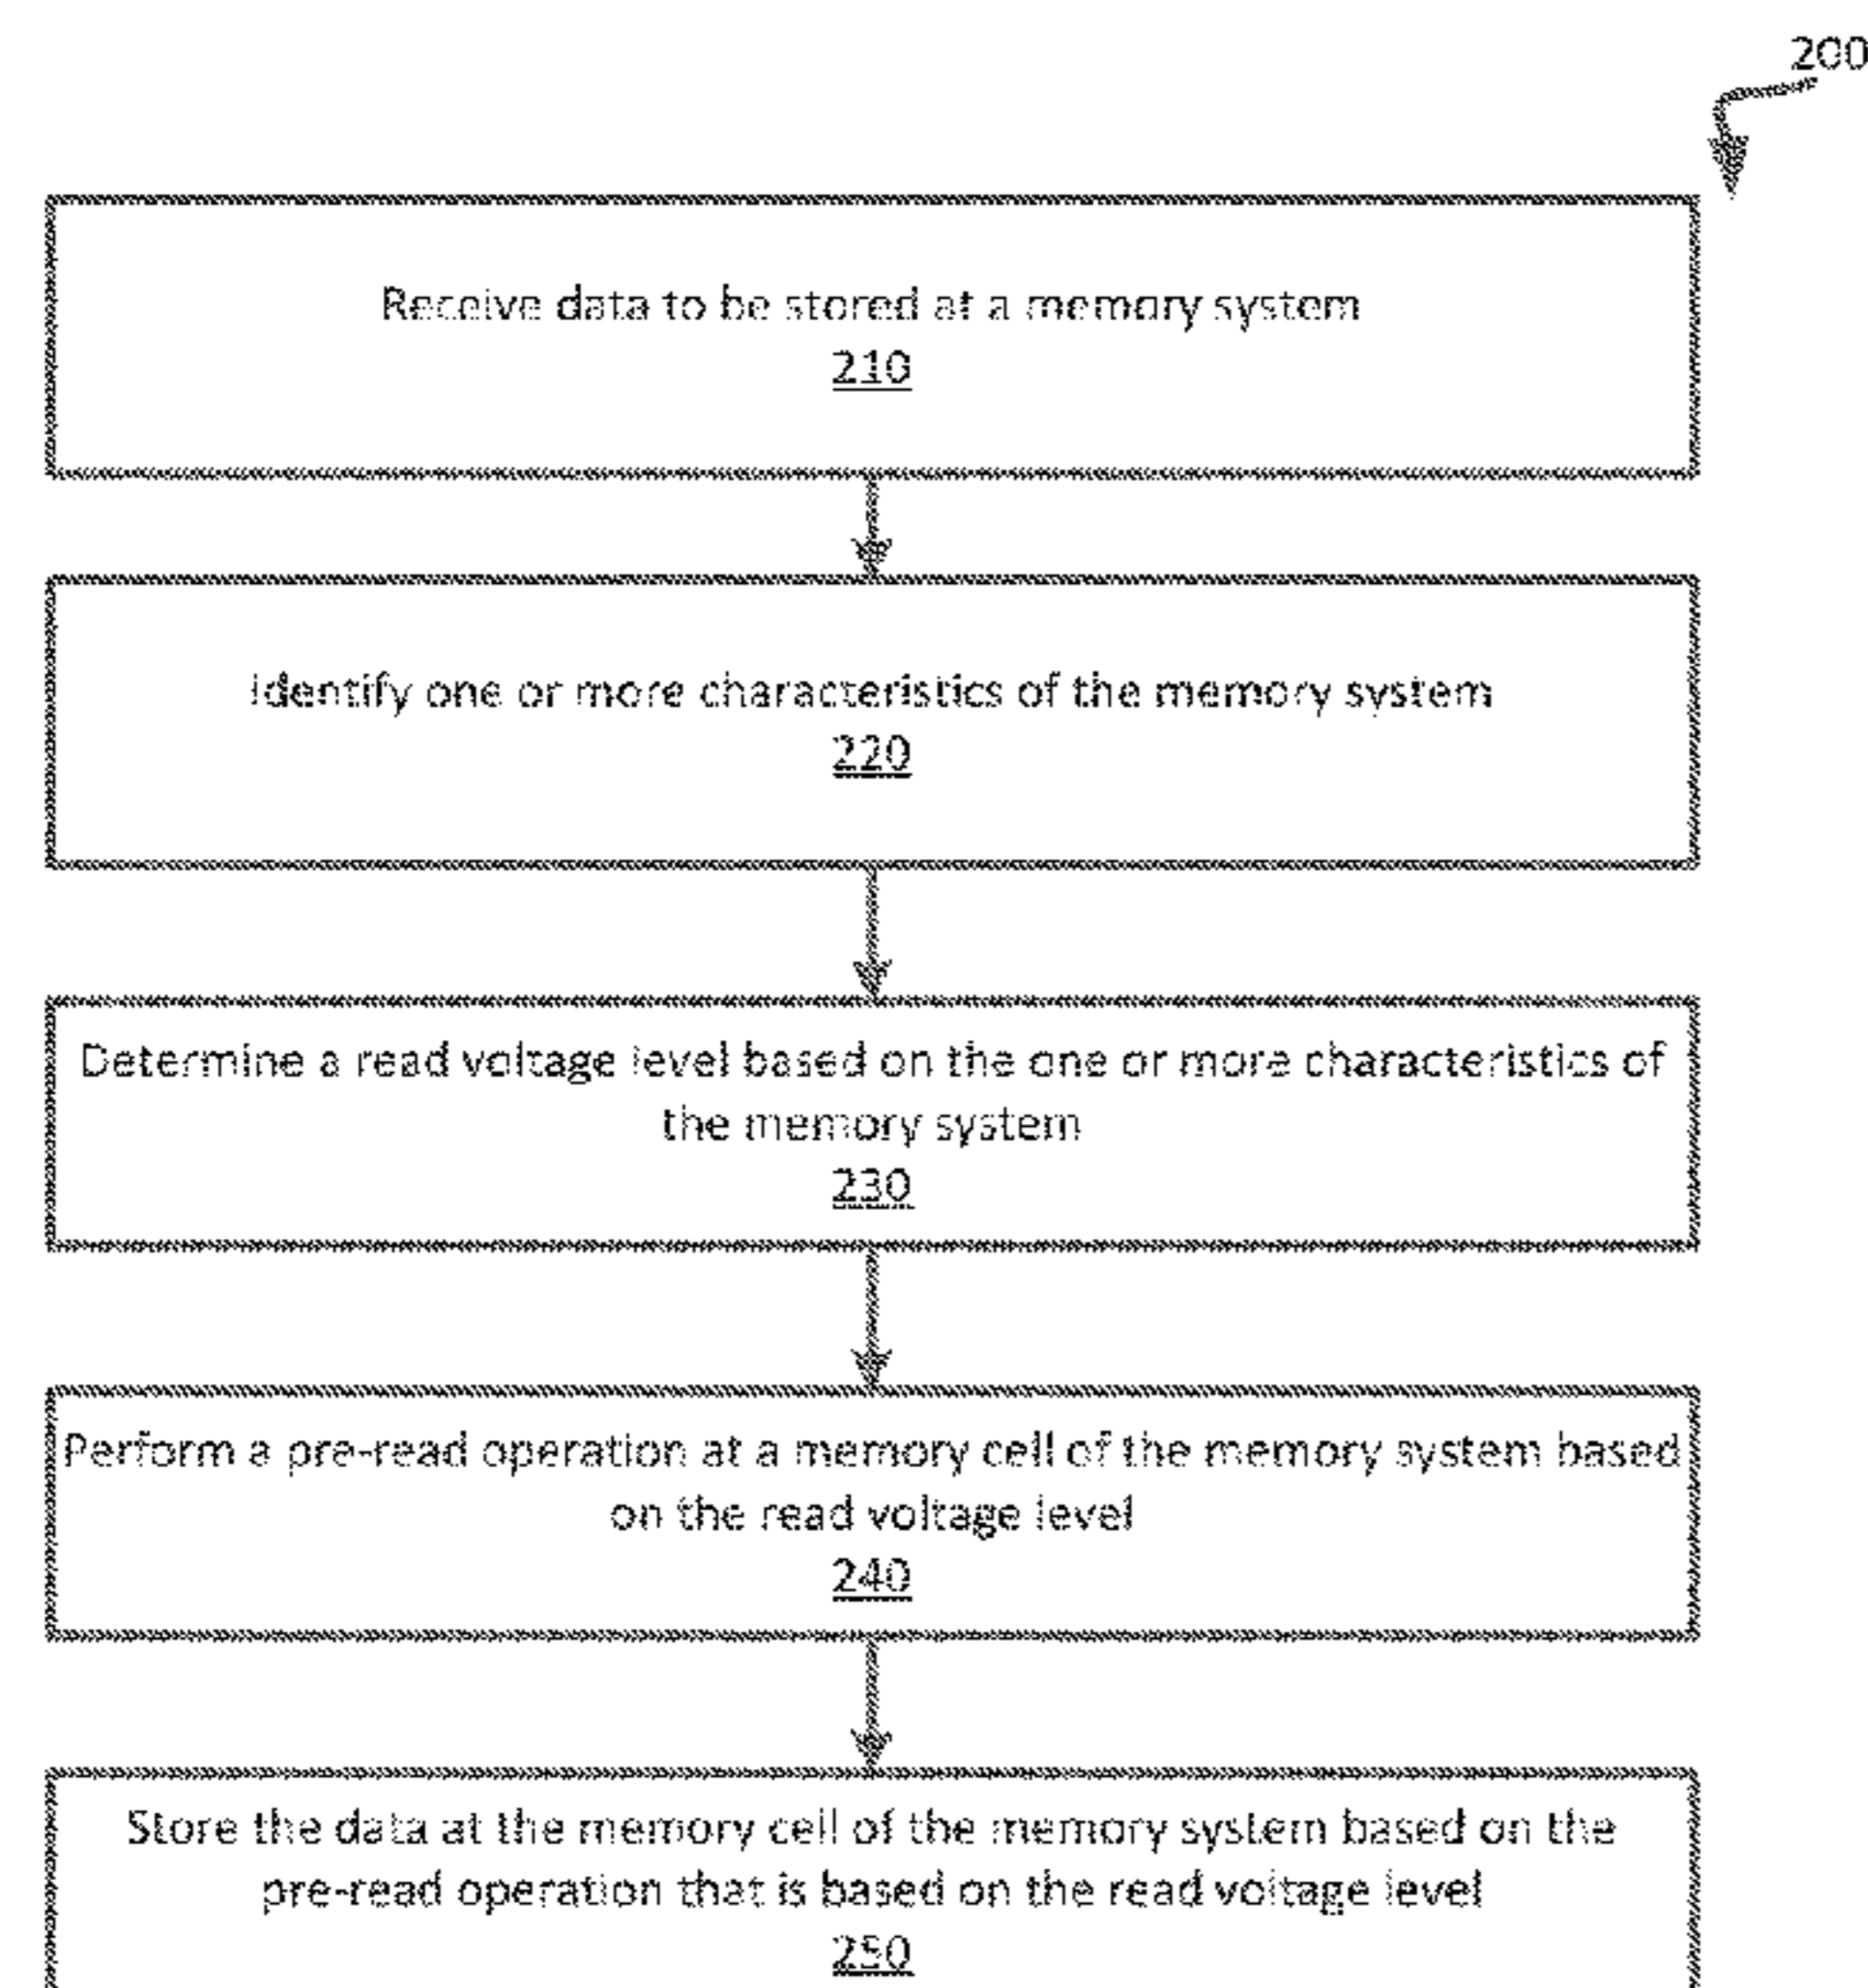 200
Receive data to be stored at a memory system
210
Identify one or more characteristics of the memory system
220
Determine a read voltage level based on the one or more characteristics of
the memory system
230
Perform a pre-read operation at a memory cell of the memory system based
on the read voltage level
240
Store the data at the memory cell of the memory system based on the
pre-read operation that is based on the read voltage level
250